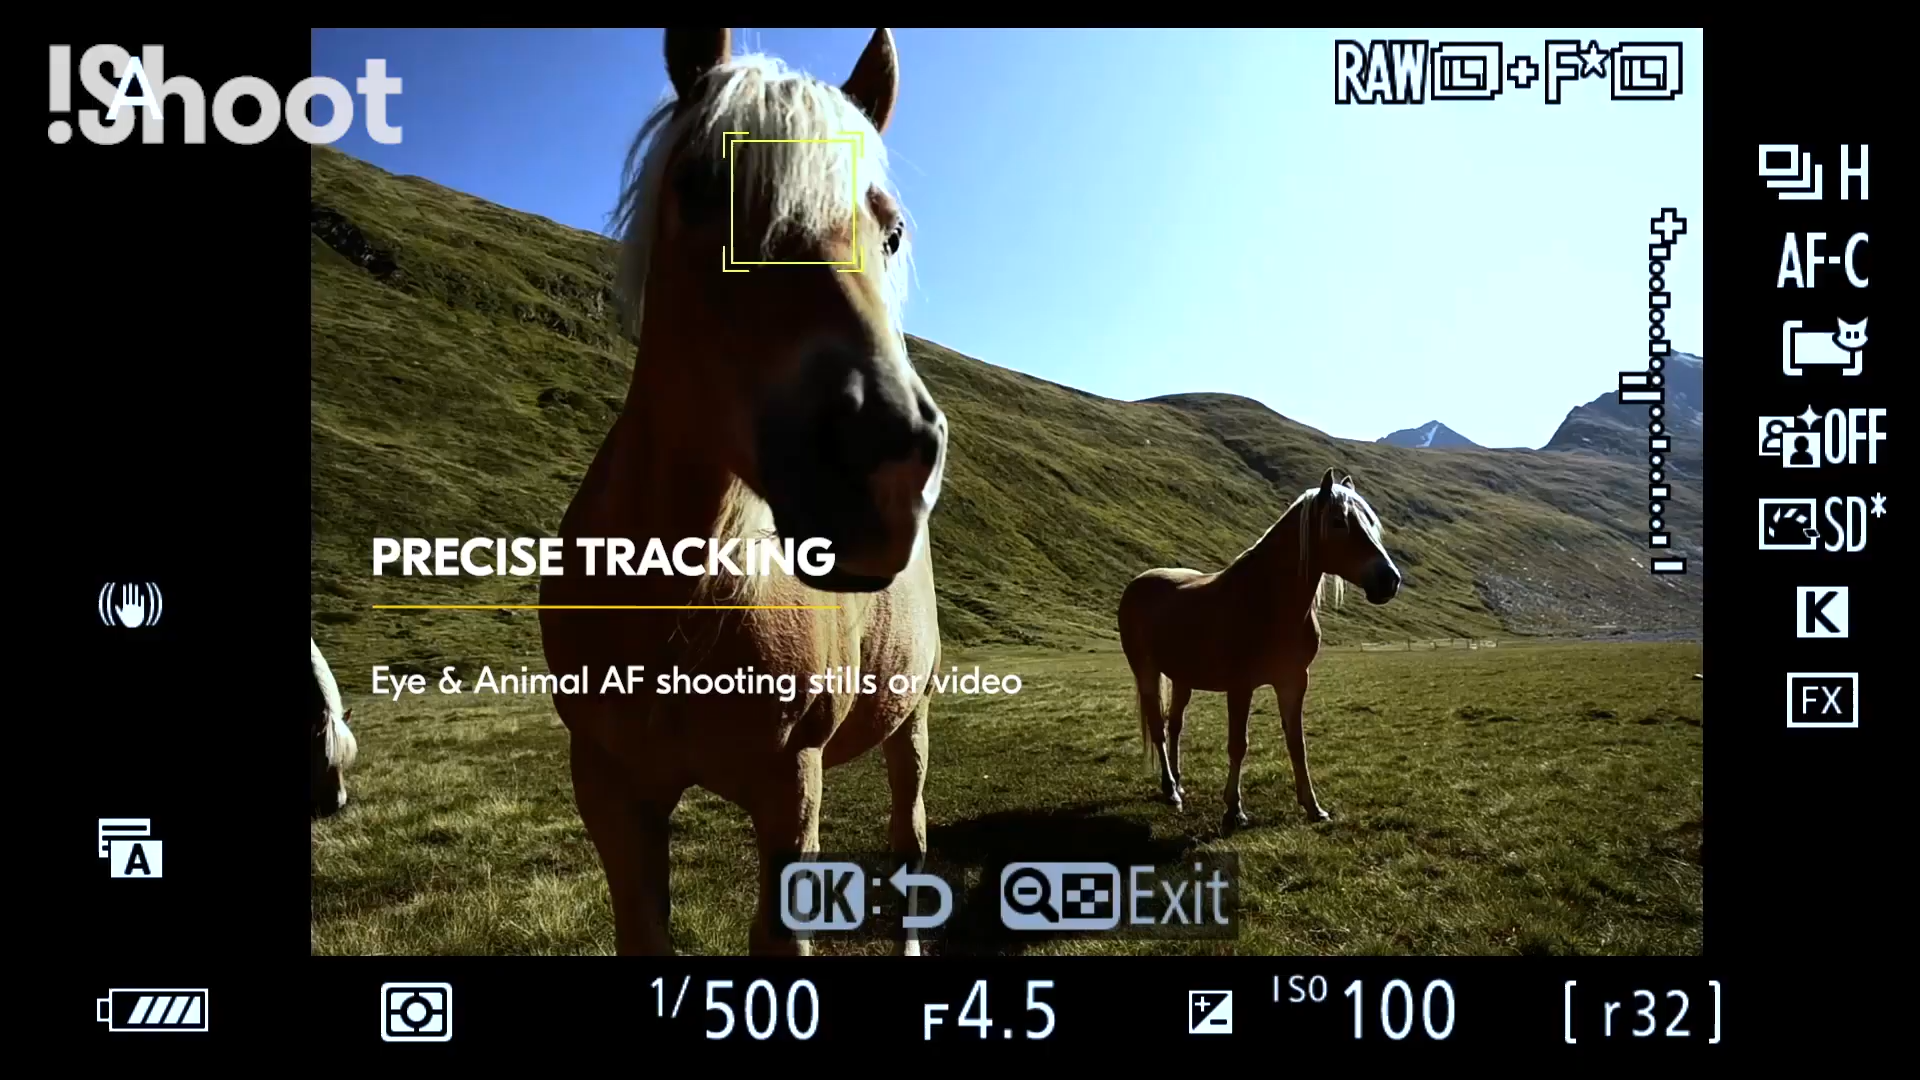 !Shoot
A
RAW L + F★ L
H
AF-C
OFF
SD*
K
FX
PRECISE TRACKING
Eye & Animal AF shooting stills or video
A
OK: Exit
1/500 F4.5 ISO 100 [ r32 ]